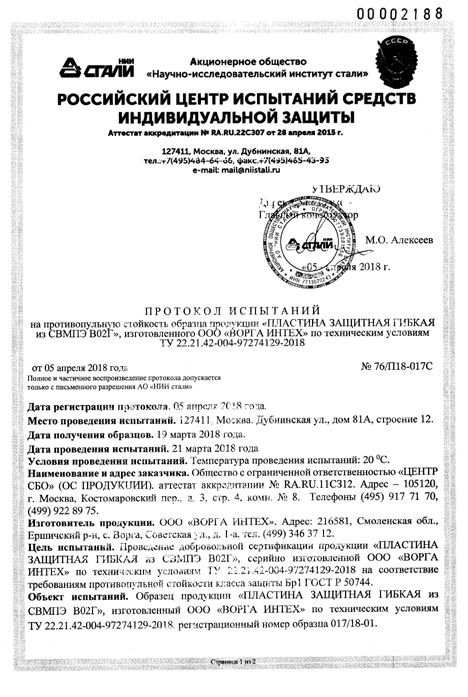 00002188
НИИ
СТАЛИ
СССР
Акционерное общество
«Научно-исследовательский институт стали»
РОССИЙСКИЙ ЦЕНТР ИСПЫТАНИЙ СРЕДСТВ
ИНДИВИДУАЛЬНОЙ ЗАЩИТЫ
Аттестат аккредитации № RA.RU.22СЗ07 от 28 апреля 2015 г.
127411, Москва, ул. Дубнинская, 81А,
тел.:+7(495)484-64-66, факс.+7(495)485-43-95
e-mail: mail@niistali.ru
УТВЕРЖДАЮ
Главный конструктор
СТАЛИ
М.О. Алексеев
«05» апреля 2018 г.
ПРОТОКОЛ ИСПЫТАНИЙ
на противопульную стойкость образца продукции «ПЛАСТИНА ЗАЩИТНАЯ ГИБКАЯ
из СВМПЭ В02Г», изготовленного ООО «ВОРГА ИНТЕХ» по техническим условиям
ТУ 22.21.42-004-97274129-2018
от 05 апреля 2018 года
№ 76/П18-017С
Полное и частичное воспроизведение протокола допускается
только с письменного разрешения АО «НИИ стали»
Дата регистрации протокола. 05 апреля 2018 года.
Место проведения испытаний. 127411, Москва. Дубнинская ул., дом 81А, строение 12.
Дата получения образцов. 19 марта 2018 года.
Дата проведения испытаний. 21 марта 2018 года
Условия проведения испытаний. Температура проведения испытаний: 20 ⁰С.
Наименование и адрес заказчика. Общество с ограниченной ответственностью «ЦЕНТР
СБО» (ОС ПРОДУКЦИИ). аттестат аккредитации № RA.RU.11СЗ12. Адрес – 105120,
г. Москва, Костомаровский пер., д. 3, стр. 4, комн. № 8. Телефоны (495) 917 71 70,
(499) 922 89 75.
Изготовитель продукции. ООО «ВОРГА ИНТЕХ». Адрес: 216581, Смоленская обл.,
Ершичский р-н, с. Ворга, Советская ул., д. 1-а, тел. (499) 346 37 12.
Цель испытаний. Проведение добровольной сертификации продукции «ПЛАСТИНА
ЗАЩИТНАЯ ГИБКАЯ из СВМПЭ В02Г», серийно изготовленной ООО «ВОРГА
ИНТЕХ» по техническим условиям ТУ 22.21.42-004-97274129-2018 на соответствие
требованиям противопульной стойкости класса защиты Бр1 ГОСТ Р 50744.
Объект испытаний. Образец продукции «ПЛАСТИНА ЗАЩИТНАЯ ГИБКАЯ из
СВМПЭ В02Г», изготовленный ООО «ВОРГА ИНТЕХ» по техническим условиям
ТУ 22.21.42-004-97274129-2018. регистрационный номер образца 017/18-01.
Страница 1 из 2